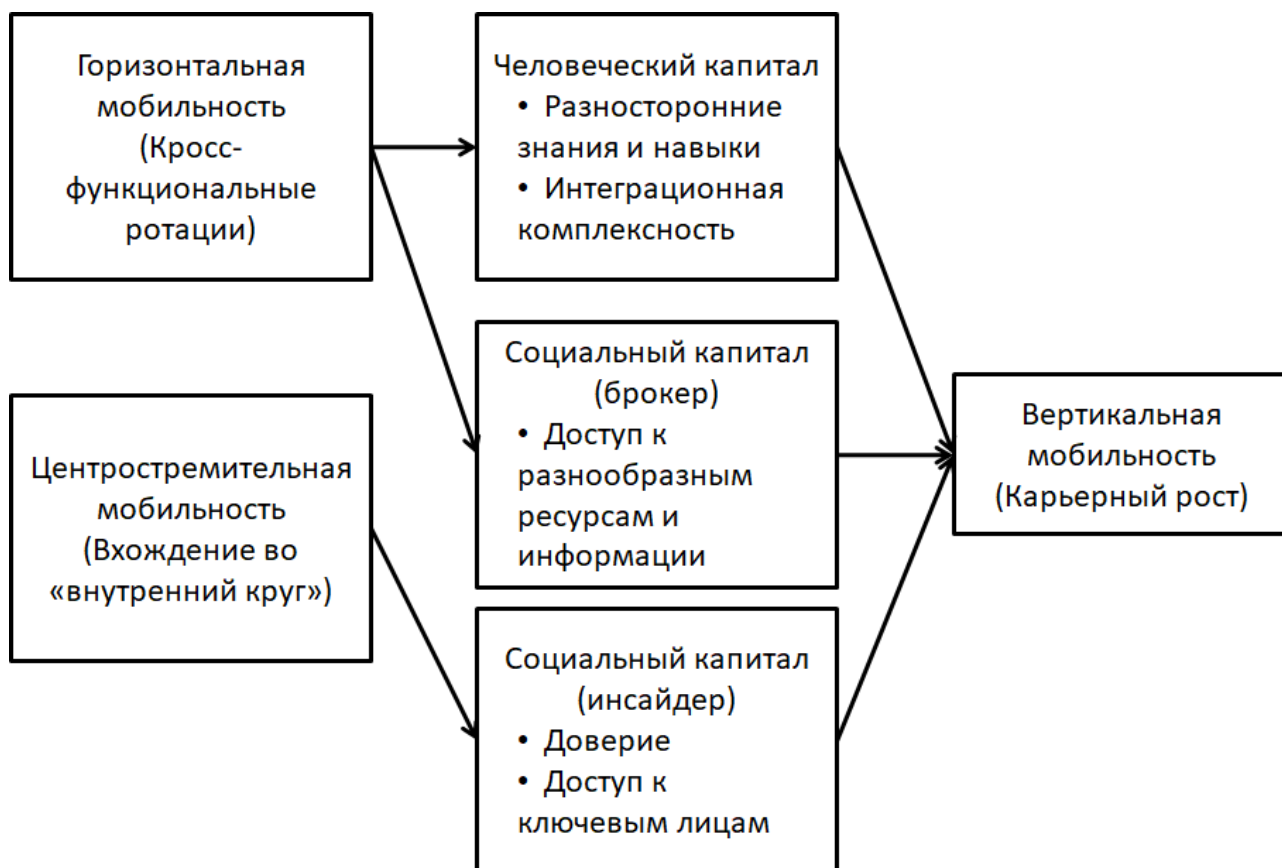 Горизонтальная
мобильность
(Кросс-
функциональные
ротации)
Человеческий капитал
• Разносторонние
знания и навыки
• Интеграционная
комплексность
Социальный капитал
(брокер)
• Доступ к
разнообразным
ресурсам и
информации
Центростремительная
мобильность
(Вхождение во
«внутренний круг»)
Социальный капитал
(инсайдер)
• Доверие
• Доступ к
ключевым лицам
Вертикальная
мобильность
(Карьерный рост)